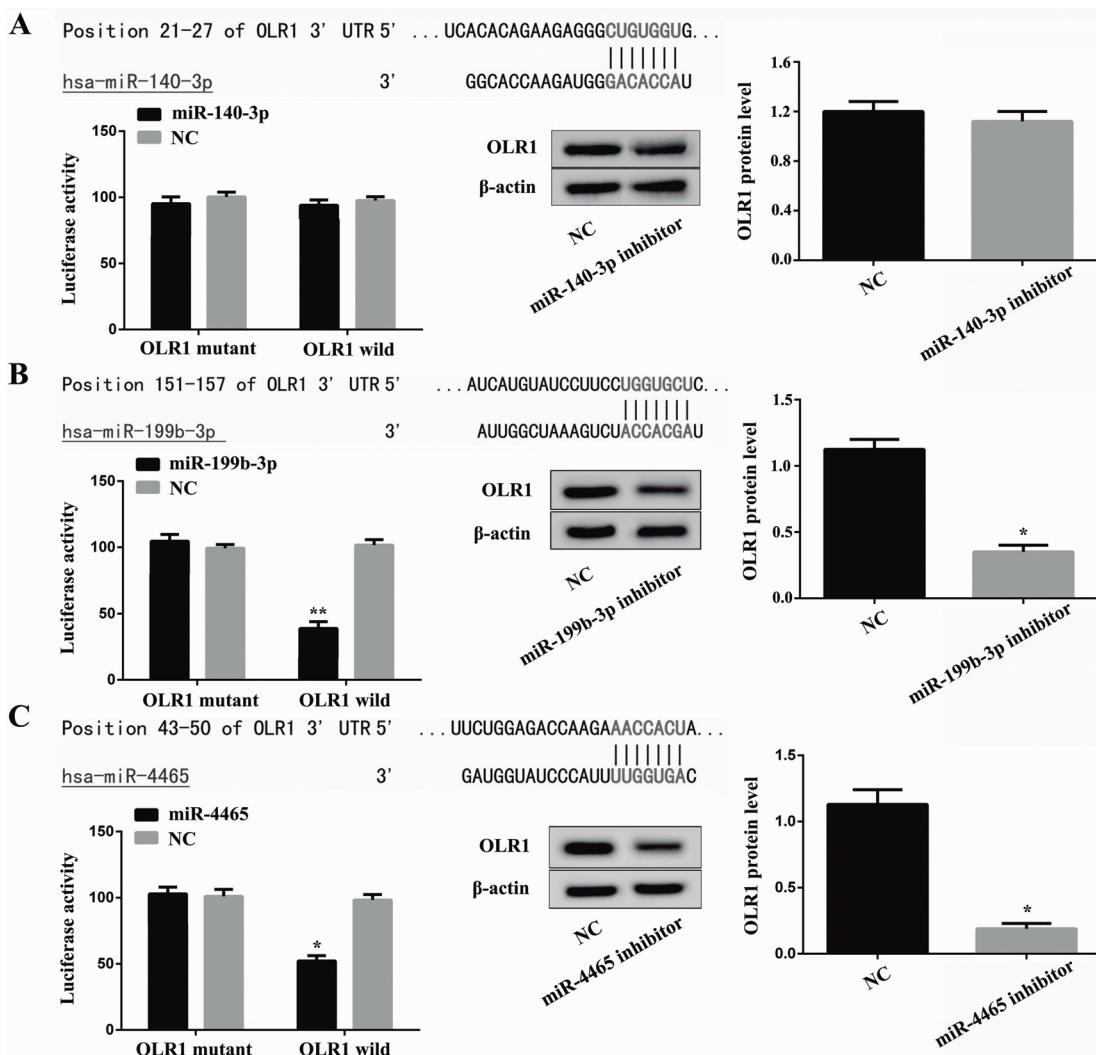 A
Position 21-27 of OLR1 3' UTR 5' ...UCACACAGAAGAGGGCUGUGGUG...
hsa-miR-140-3p 3' GGCACCAAGAUGGGACACCAU
miR-140-3p
NC
Luciferase activity
150
100
50
0
OLR1 mutant OLR1 wild
OLR1
β-actin
NC
miR-140-3p inhibitor
OLR1 protein level
1.6
1.2
0.8
0.4
0.0
NC
miR-140-3p inhibitor
B
Position 151-157 of OLR1 3' UTR 5' ...AUCAUGUAUCCUUCCUGGUGCUC...
hsa-miR-199b-3p 3' AUUGGCUAAAGUCUACCACGAU
miR-199b-3p
NC
Luciferase activity
150
100
50
0
**
OLR1 mutant OLR1 wild
OLR1
β-actin
NC
miR-199b-3p inhibitor
OLR1 protein level
1.5
1.0
0.5
0.0
*
NC
miR-199b-3p inhibitor
C
Position 43-50 of OLR1 3' UTR 5' ...UUCUGGAGACCAAGAAACCACUA...
hsa-miR-4465 3' GAUGGUAUCCCAUUUUGGUGAC
miR-4465
NC
Luciferase activity
150
100
50
0
*
OLR1 mutant OLR1 wild
OLR1
β-actin
NC
miR-4465 inhibitor
OLR1 protein level
1.5
1.0
0.5
0.0
*
NC
miR-4465 inhibitor